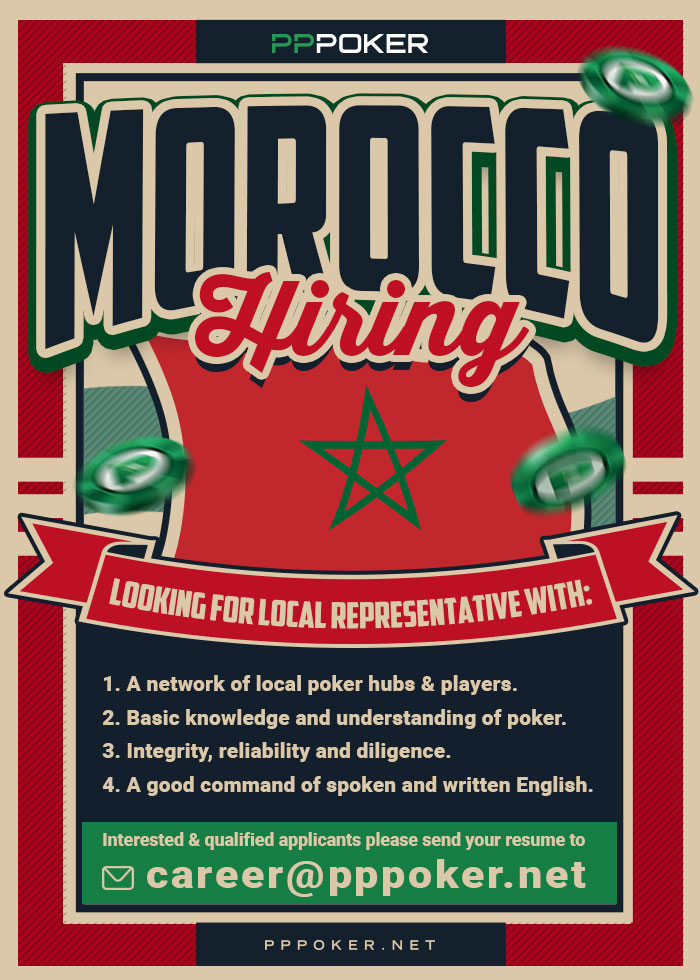 PPPOKER
MOROCCO
Hiring
LOOKING FOR LOCAL REPRESENTATIVE WITH:
1. A network of local poker hubs & players.
2. Basic knowledge and understanding of poker.
3. Integrity, reliability and diligence.
4. A good command of spoken and written English.
Interested & qualified applicants please send your resume to
career@pppoker.net
PPPOKER.NET